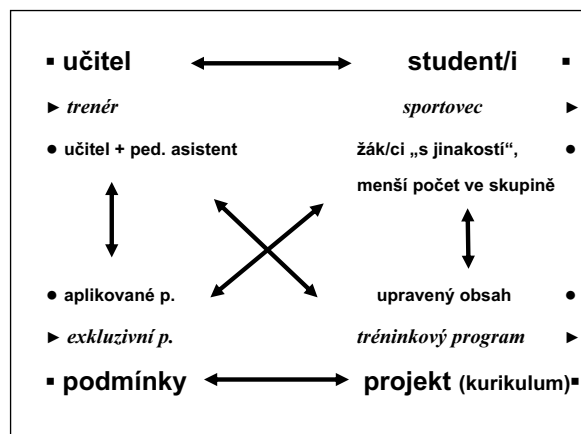 ▪ učitel student/i ▪
► trenér sportovec ►
● učitel + ped. asistent žák/ci „s jinakostí“, ●
menší počet ve skupině
● aplikované p. upravený obsah ●
► exkluzivní p. tréninkový program ►
▪ podmínky projekt (kurikulum) ▪